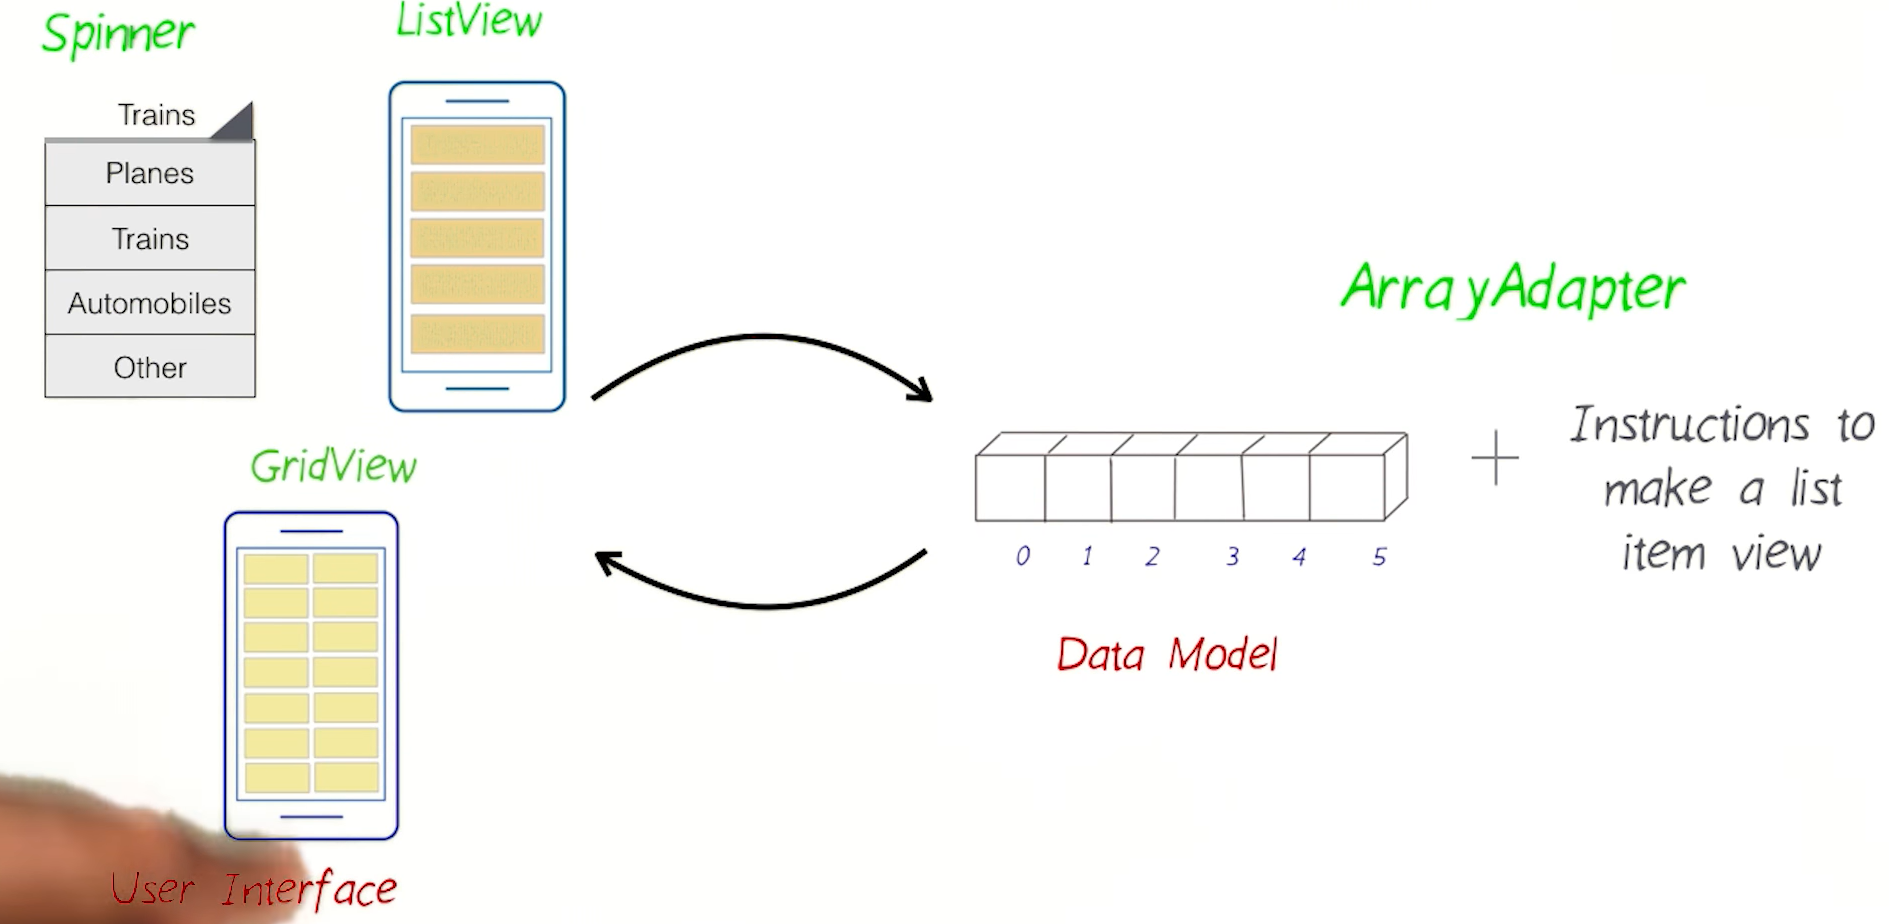 Spinner
ListView
Trains
Planes
Trains
Automobiles
Other
GridView
User Interface
ArrayAdapter
0 1 2 3 4 5
Data Model
+
Instructions to
make a list
item view